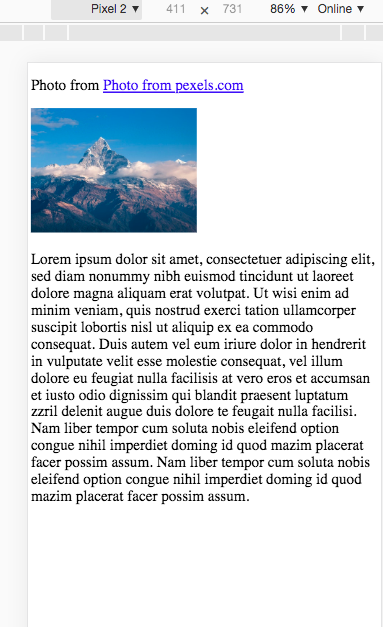 Pixel 2 ▼ 411 × 731 86% ▼ Online ▼
Photo from Photo from pexels.com
Lorem ipsum dolor sit amet, consectetuer adipiscing elit,
sed diam nonummy nibh euismod tincidunt ut laoreet
dolore magna aliquam erat volutpat. Ut wisi enim ad
minim veniam, quis nostrud exerci tation ullamcorper
suscipit lobortis nisl ut aliquip ex ea commodo
consequat. Duis autem vel eum iriure dolor in hendrerit
in vulputate velit esse molestie consequat, vel illum
dolore eu feugiat nulla facilisis at vero eros et accumsan
et iusto odio dignissim qui blandit praesent luptatum
zzril delenit augue duis dolore te feugait nulla facilisi.
Nam liber tempor cum soluta nobis eleifend option
congue nihil imperdiet doming id quod mazim placerat
facer possim assum. Nam liber tempor cum soluta nobis
eleifend option congue nihil imperdiet doming id quod
mazim placerat facer possim assum.